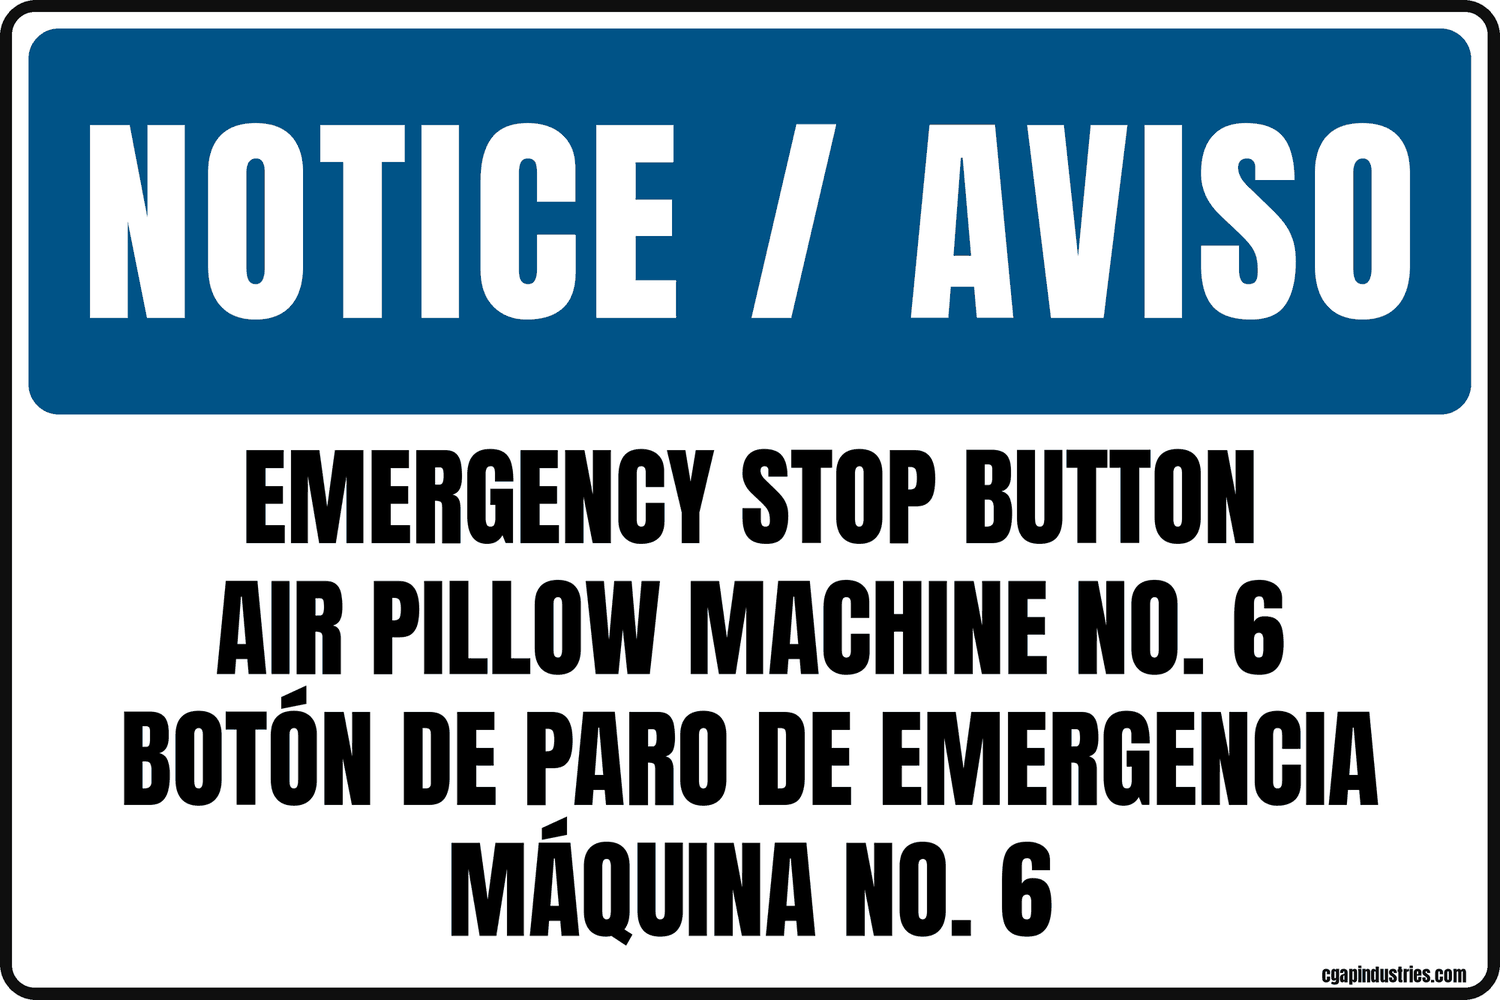 NOTICE / AVISO
EMERGENCY STOP BUTTON
AIR PILLOW MACHINE NO. 6
BOTÓN DE PARO DE EMERGENCIA
MÁQUINA NO. 6
cgapindustries.com